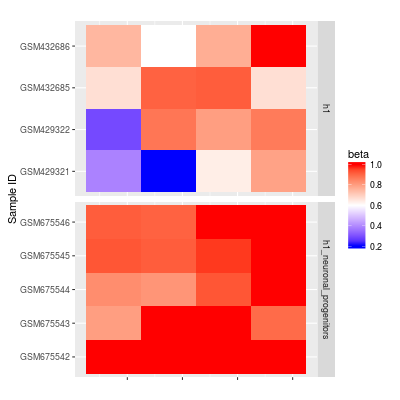 GSM432686
GSM432685
GSM429322
GSM429321
h1
GSM675546
GSM675545
GSM675544
GSM675543
GSM675542
h1_neuronal_progenitors
Sample ID
beta
1.0
0.8
0.6
0.4
0.2